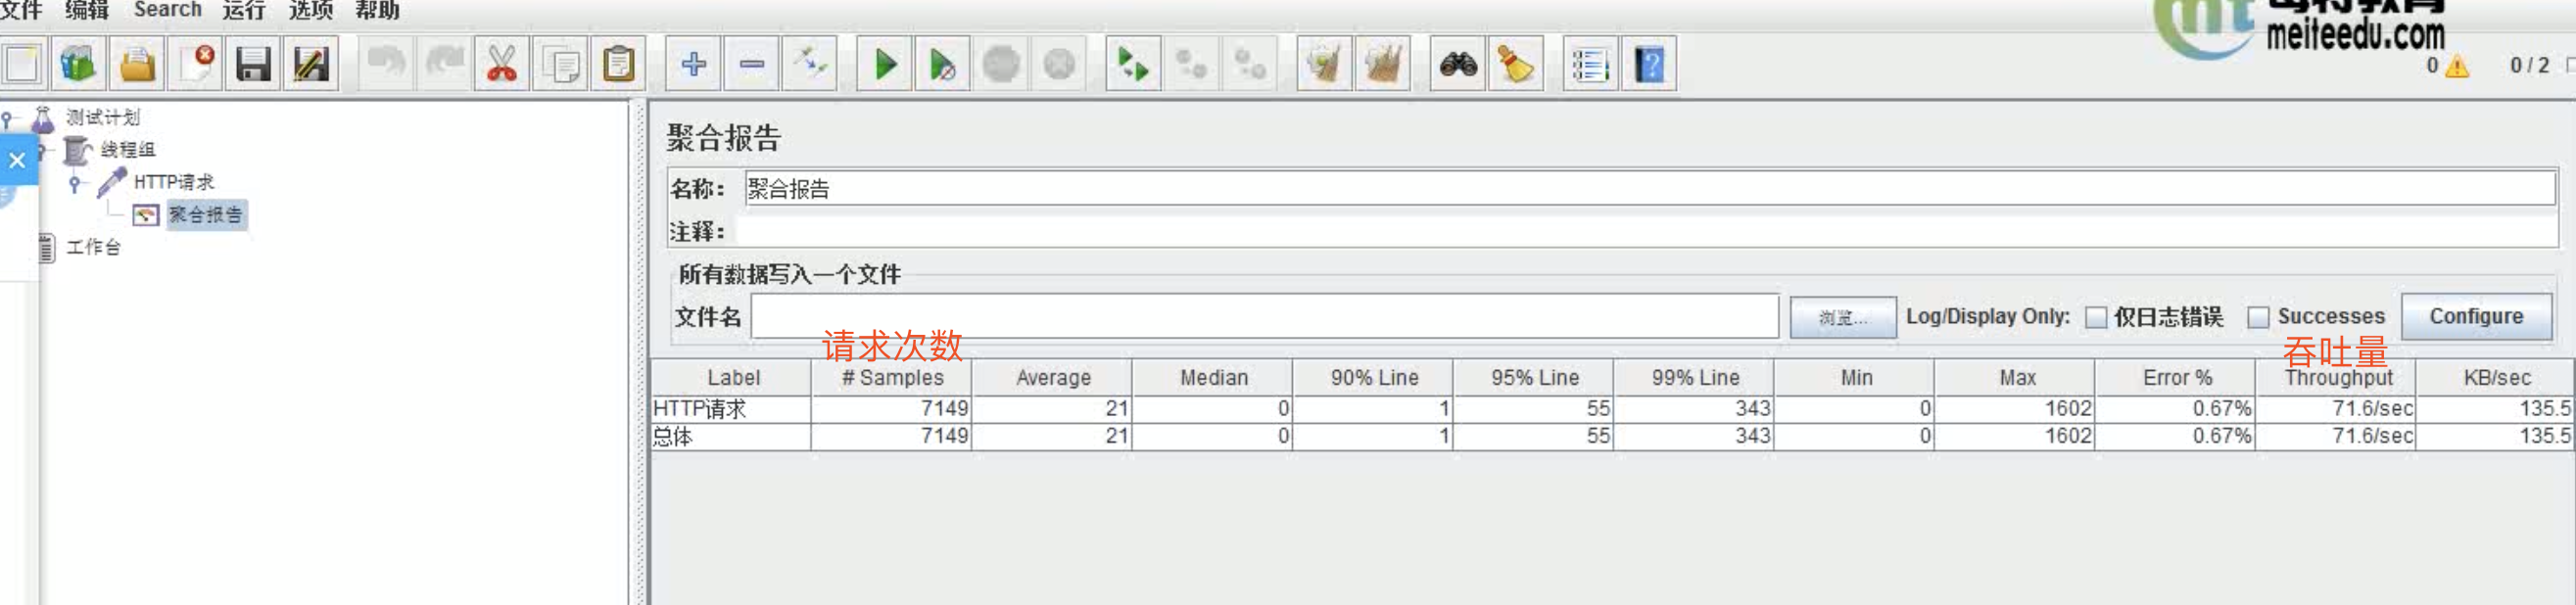 文件 编辑 Search 运行 选项 帮助
meiteedu.com
0 0 / 2
测试计划
线程组
HTTP请求
聚合报告
工作台
聚合报告
名称: 聚合报告
注释:
所有数据写入一个文件
文件名 浏览... Log/Display Only: 仅日志错误 Successes Configure
请求次数 吞吐量
Label # Samples Average Median 90% Line 95% Line 99% Line Min Max Error % Throughput KB/sec
HTTP请求 7149 21 0 1 55 343 0 1602 0.67% 71.6/sec 135.5
总体 7149 21 0 1 55 343 0 1602 0.67% 71.6/sec 135.5